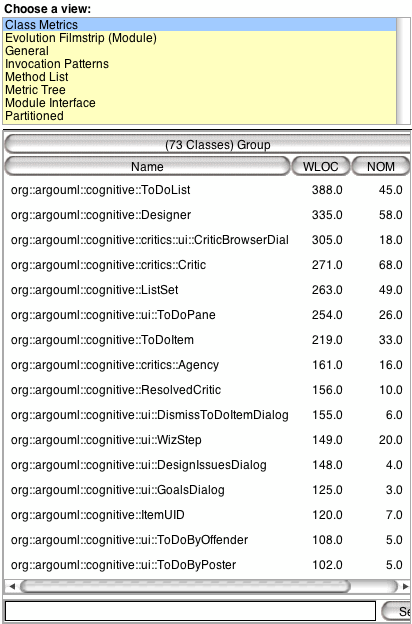 Choose a view:
Class Metrics
Evolution Filmstrip (Module)
General
Invocation Patterns
Method List
Metric Tree
Module Interface
Partitioned
(73 Classes) Group
Name WLOC NOM
org::argouml::cognitive::ToDoList 388.0 45.0
org::argouml::cognitive::Designer 335.0 58.0
org::argouml::cognitive::critics::ui::CriticBrowserDial 305.0 18.0
org::argouml::cognitive::critics::Critic 271.0 68.0
org::argouml::cognitive::ListSet 263.0 49.0
org::argouml::cognitive::ui::ToDoPane 254.0 26.0
org::argouml::cognitive::ToDoItem 219.0 33.0
org::argouml::cognitive::critics::Agency 161.0 16.0
org::argouml::cognitive::ResolvedCritic 156.0 10.0
org::argouml::cognitive::ui::DismissToDoItemDialog 155.0 6.0
org::argouml::cognitive::ui::WizStep 149.0 20.0
org::argouml::cognitive::ui::DesignIssuesDialog 148.0 4.0
org::argouml::cognitive::ui::GoalsDialog 125.0 3.0
org::argouml::cognitive::ItemUID 120.0 7.0
org::argouml::cognitive::ui::ToDoByOffender 108.0 5.0
org::argouml::cognitive::ui::ToDoByPoster 102.0 5.0